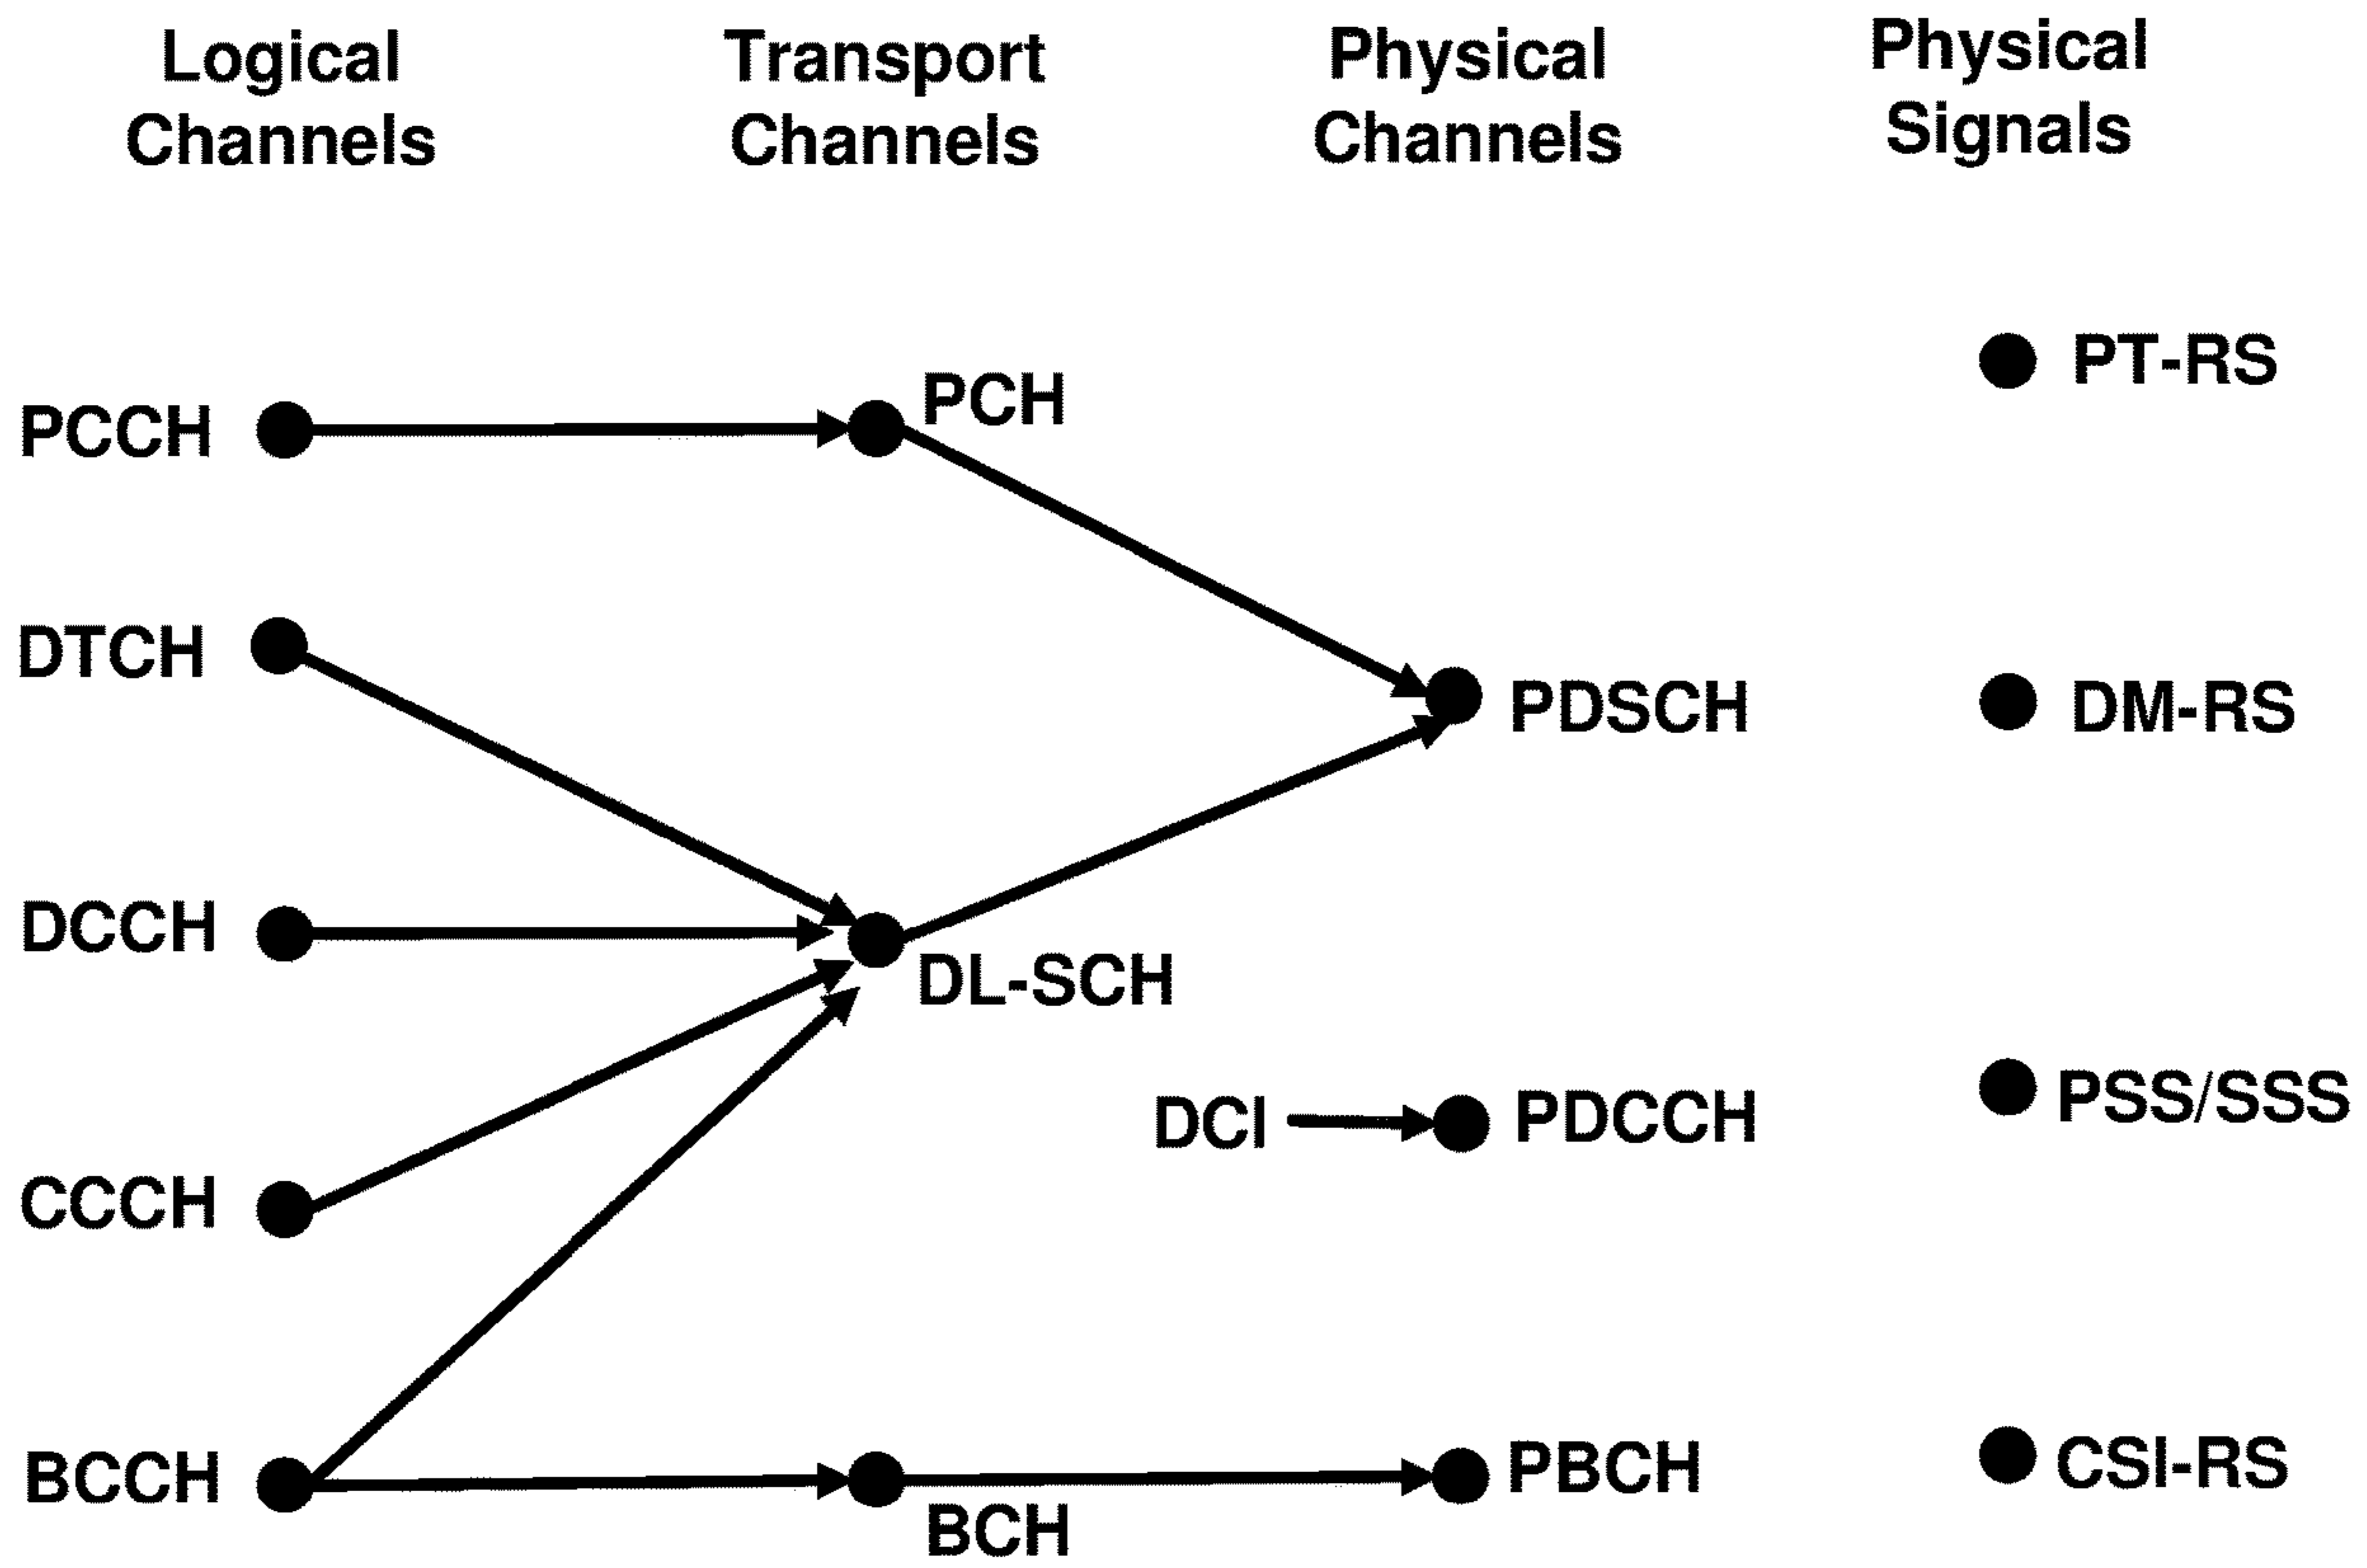 Logical
Channels
Transport
Channels
Physical
Channels
Physical
Signals
PCCH
PCH
PT-RS
DTCH
PDSCH
DM-RS
DCCH
DL-SCH
DCI
PDCCH
PSS/SSS
CCCH
BCCH
BCH
PBCH
CSI-RS